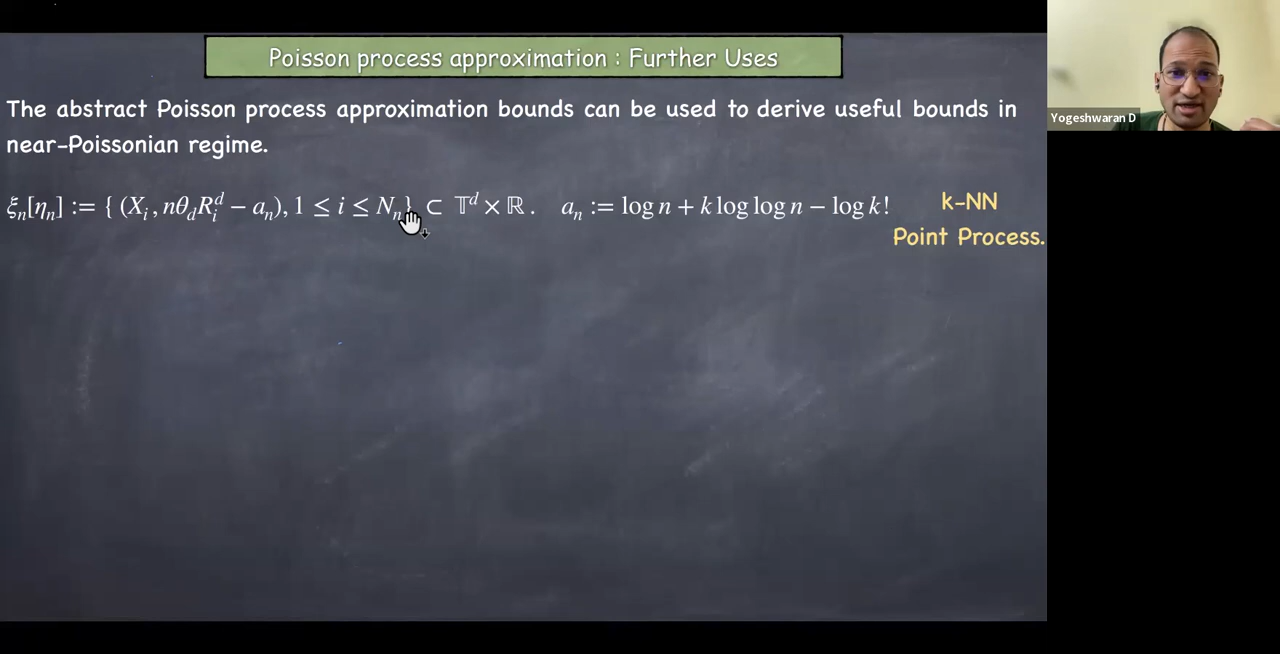 Poisson process approximation : Further Uses
The abstract Poisson process approximation bounds can be used to derive useful bounds in
near-Poissonian regime.
ξ_n[η_n] := { (X_i, nθ_d R_i^d − a_n), 1 ≤ i ≤ N_n} ⊂ 𝕋^d × ℝ. a_n := log n + k log log n − log k!
k-NN
Point Process.
Yogeshwaran D